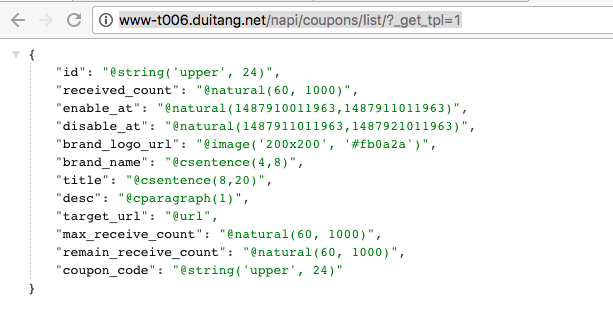 www-t006.duitang.net/napi/coupons/list/?_get_tpl=1
{
"id": "@string('upper', 24)",
"received_count": "@natural(60, 1000)",
"enable_at": "@natural(1487910011963,1487911011963)",
"disable_at": "@natural(1487911011963,1487921011963)",
"brand_logo_url": "@image('200x200', '#fb0a2a')",
"brand_name": "@csentence(4,8)",
"title": "@csentence(8,20)",
"desc": "@cparagraph(1)",
"target_url": "@url",
"max_receive_count": "@natural(60, 1000)",
"remain_receive_count": "@natural(60, 1000)",
"coupon_code": "@string('upper', 24)"
}